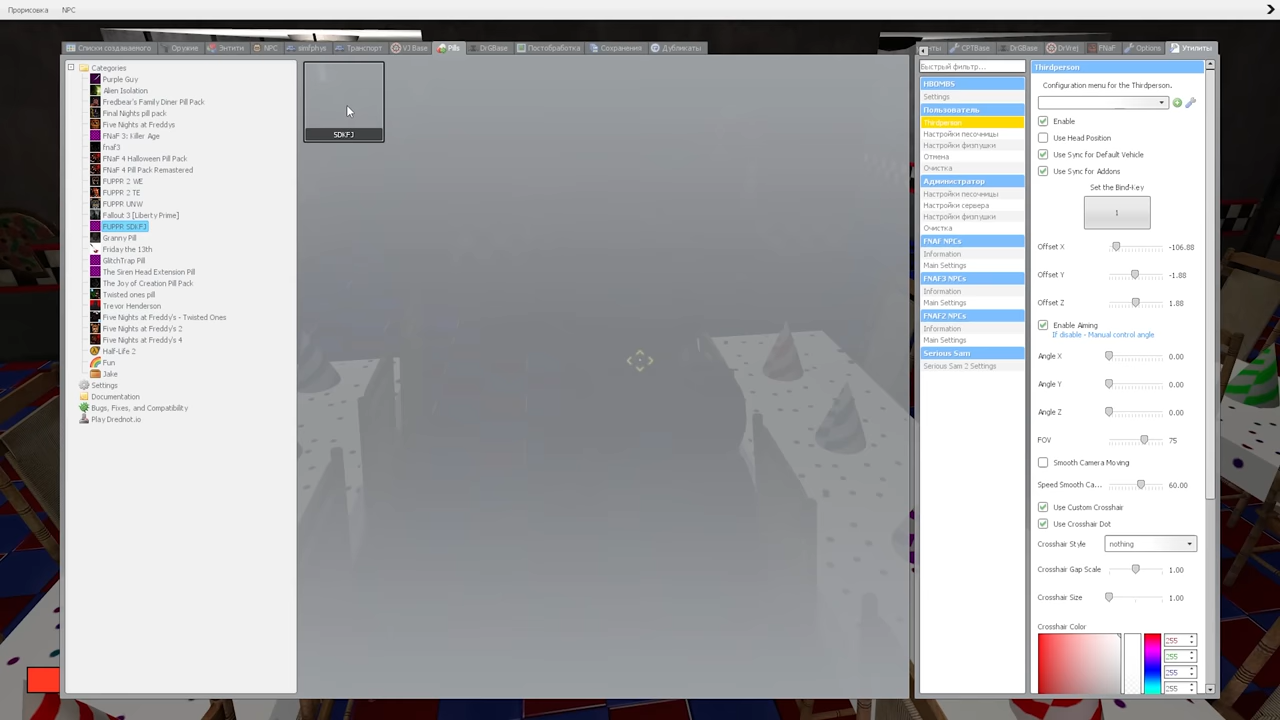 Прорисовка NPC
Списки создаваемого Оружие Энтити NPC simfphys Транспорт VJ Base Pills DrGBase Постобработка Сохранения Дубликаты
Categories
Purple Guy
Alien Isolation
Fredbear's Family Diner Pill Pack
Final Nights pill pack
Five Nights at Freddys
FNaF 3: Killer Age
fnaf3
FNAF 4 Halloween Pill Pack
FNAF 4 Pill Pack Remastered
FUPPR 2 WE
FUPPR 2 TE
FUPPR UNW
Fallout 3 [Liberty Prime]
FUPPR SDKFJ
Granny Pill
Friday the 13th
GlitchTrap Pill
The Siren Head Extension Pill
The Joy of Creation Pill Pack
Twisted ones pill
Trevor Henderson
Five Nights at Freddy's - Twisted Ones
Five Nights at Freddy's 2
Five Nights at Freddy's 4
Half-Life 2
Fun
Jake
Settings
Documentation
Bugs, Fixes, and Compatibility
Play Drednot.io
SDKFJ
CPTBase DrGBase DrVrej FNaF Options Утилиты
Быстрый фильтр...
HBOMBS
Settings
Пользователь
Thirdperson
Настройки песочницы
Настройки физпушки
Отмена
Очистка
Администратор
Настройки песочницы
Настройки сервера
Настройки физпушки
Очистка
FNAF NPCs
Information
Main Settings
FNAF3 NPCs
Information
Main Settings
FNAF2 NPCs
Information
Main Settings
Serious Sam
Serious Sam 2 Settings
Thirdperson
Configuration menu for the Thirdperson.
Enable
Use Head Position
Use Sync for Default Vehicle
Use Sync for Addons
Set the Bind-Key
Offset X -106.88
Offset Y -1.88
Offset Z 1.88
Enable Aiming
If disable - Manual control angle
Angle X 0.00
Angle Y 0.00
Angle Z 0.00
FOV 75
Smooth Camera Moving
Speed Smooth Ca... 60.00
Use Custom Crosshair
Use Crosshair Dot
Crosshair Style nothing
Crosshair Gap Scale 1.00
Crosshair Size 1.00
Crosshair Color
255
255
255
255